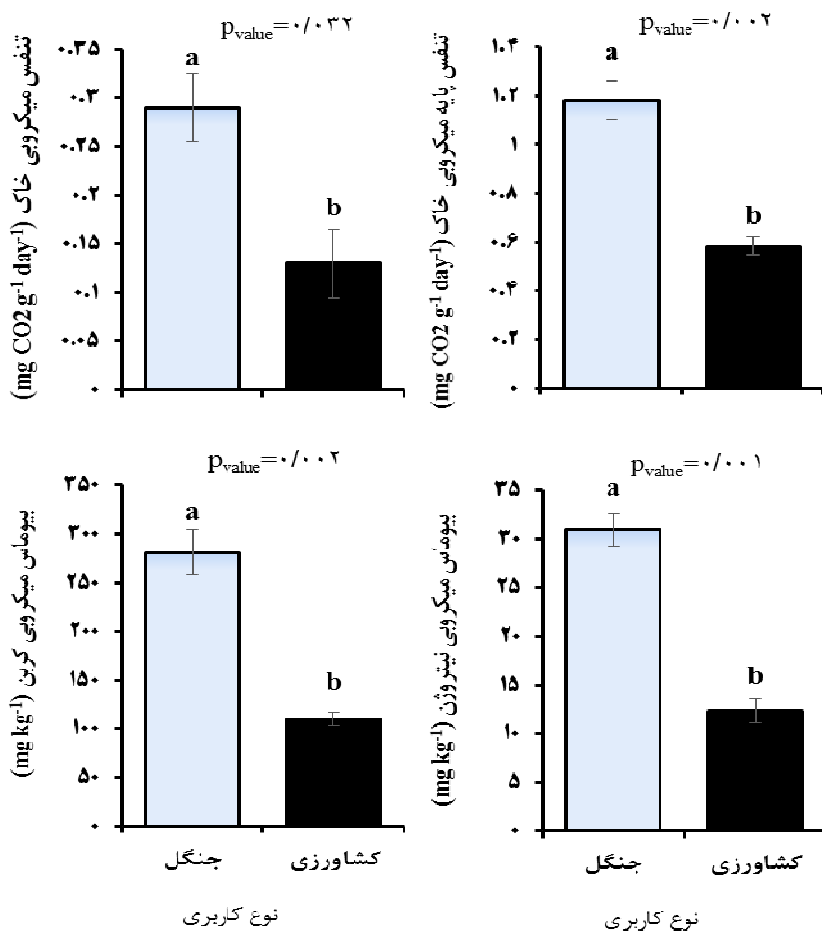 p value=۰/۰۳۲
تنفس میکروبی خاک
(mg CO2 g-1 day-1)
۰.۳۵
۰.۳
۰.۲۵
۰.۲
۰.۱۵
۰.۱
۰.۰۵
۰
a
b
p value=۰/۰۰۲
تنفس پایه میکروبی خاک
(mg CO2 g-1 day-1)
۱.۴
۱.۲
۱
۰.۸
۰.۶
۰.۴
۰.۲
۰
a
b
p value=۰/۰۰۲
بیوماس میکروبی کربن
(mg kg-1)
۳۵۰
۳۰۰
۲۵۰
۲۰۰
۱۵۰
۱۰۰
۵۰
۰
a
b
جنگل کشاورزی
نوع کاربری
p value=۰/۰۰۱
بیوماس میکروبی نیتروژن
(mg kg-1)
۳۵
۳۰
۲۵
۲۰
۱۵
۱۰
۵
۰
a
b
جنگل کشاورزی
نوع کاربری